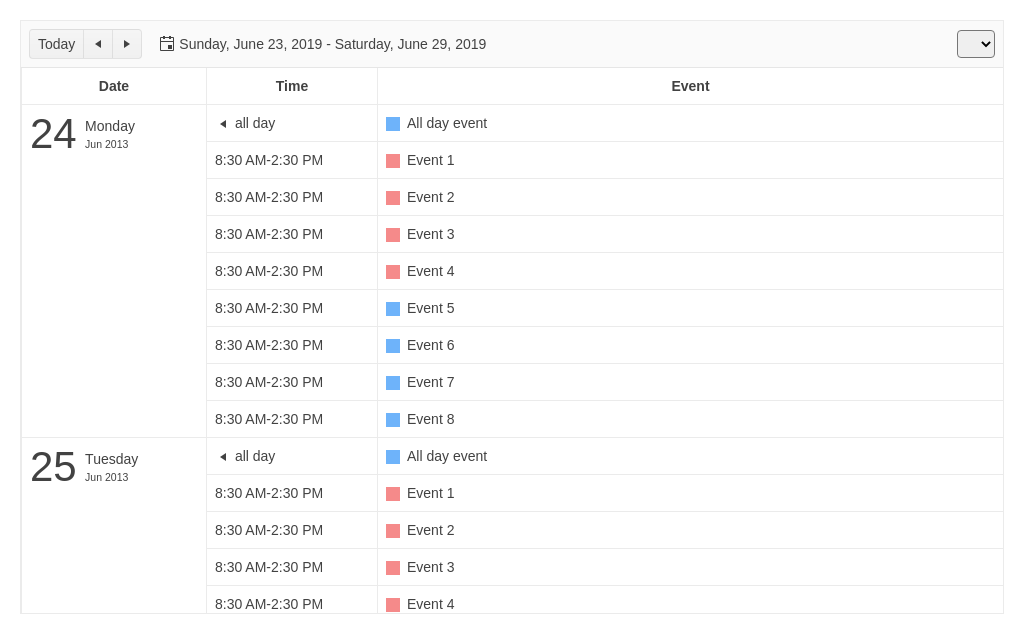 Today Sunday, June 23, 2019 - Saturday, June 29, 2019
Date Time Event
24 Monday Jun 2013 all day All day event
8:30 AM-2:30 PM Event 1
8:30 AM-2:30 PM Event 2
8:30 AM-2:30 PM Event 3
8:30 AM-2:30 PM Event 4
8:30 AM-2:30 PM Event 5
8:30 AM-2:30 PM Event 6
8:30 AM-2:30 PM Event 7
8:30 AM-2:30 PM Event 8
25 Tuesday Jun 2013 all day All day event
8:30 AM-2:30 PM Event 1
8:30 AM-2:30 PM Event 2
8:30 AM-2:30 PM Event 3
8:30 AM-2:30 PM Event 4